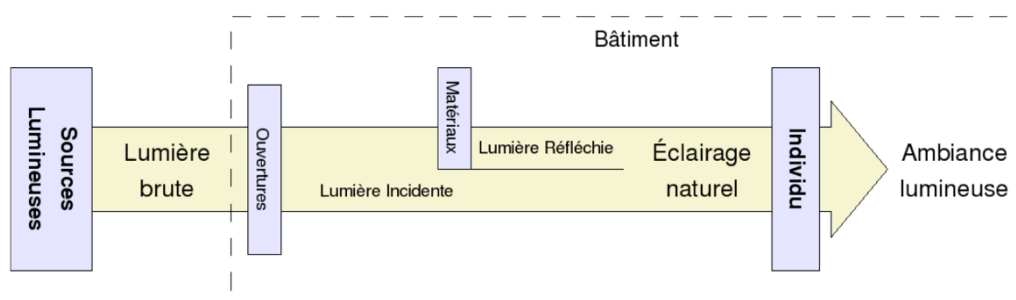 Bâtiment
Sources
Lumineuses
Lumière
brute
Ouvertures
Lumière Incidente
Matériaux
Lumière Réfléchie
Éclairage
naturel
Individu
Ambiance
lumineuse